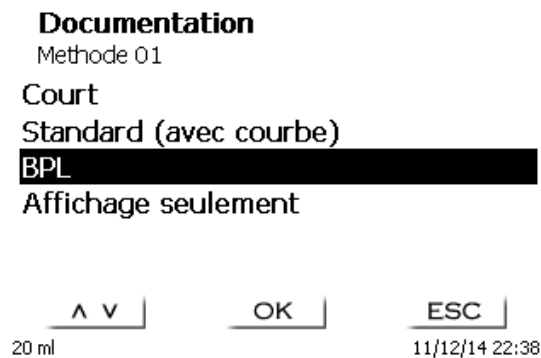 Documentation
Methode 01
Court
Standard (avec courbe)
BPL
Affichage seulement
∧ ∨ OK ESC
20 ml 11/12/14 22:38